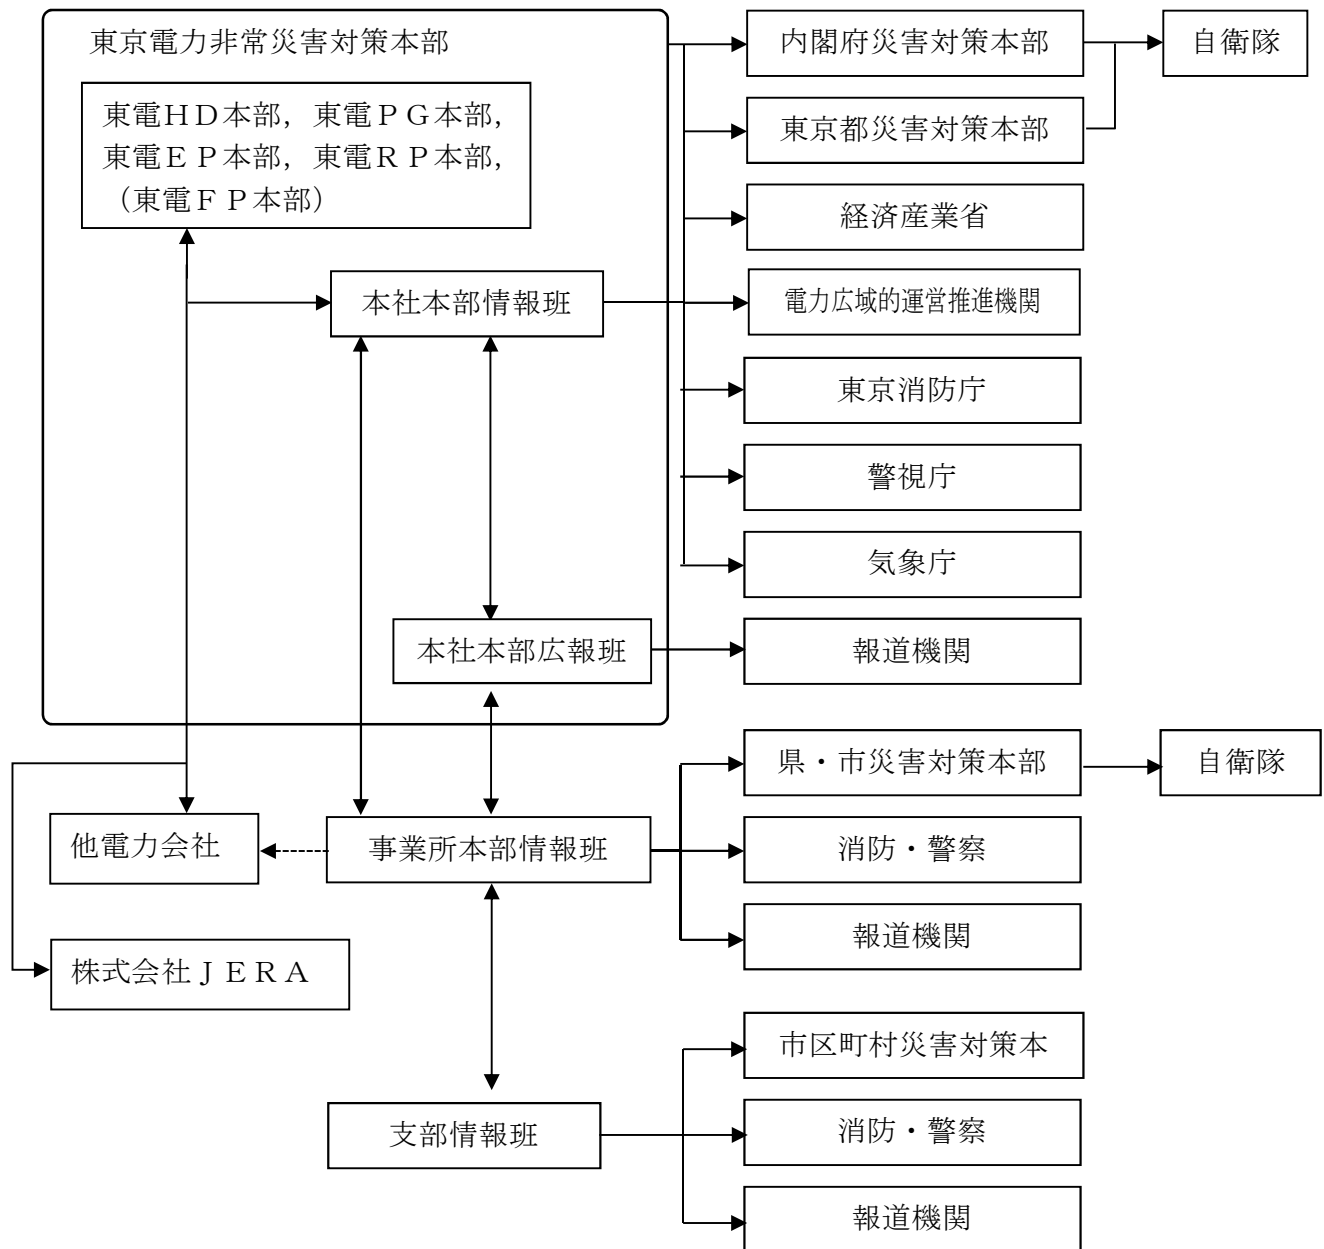 東京電力非常災害対策本部
東電ＨＤ本部，東電ＰＧ本部，
東電ＥＰ本部，東電ＲＰ本部，
（東電ＦＰ本部）
本社本部情報班
本社本部広報班
内閣府災害対策本部
自衛隊
東京都災害対策本部
経済産業省
電力広域的運営推進機関
東京消防庁
警視庁
気象庁
報道機関
県・市災害対策本部
自衛隊
他電力会社
事業所本部情報班
消防・警察
報道機関
株式会社ＪＥＲＡ
市区町村災害対策本
支部情報班
消防・警察
報道機関